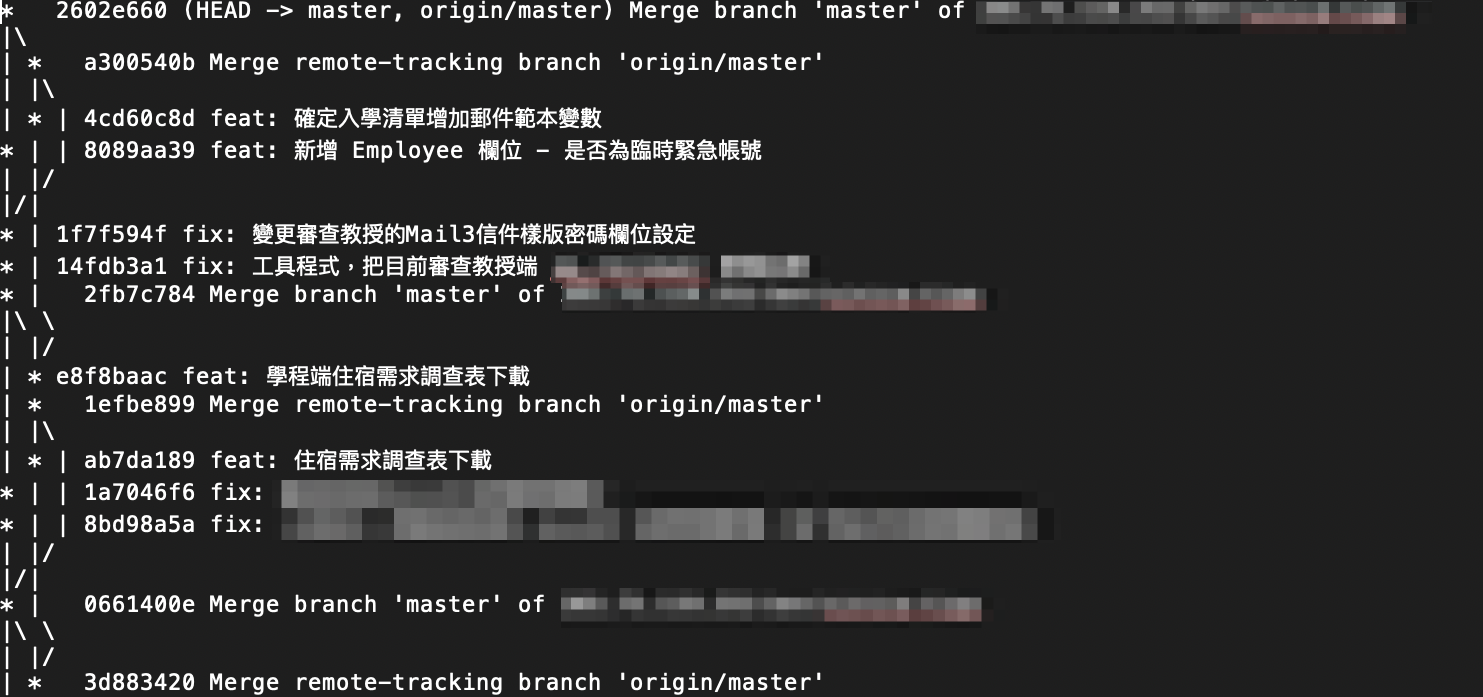 *   2602e660 (HEAD -> master, origin/master) Merge branch 'master' of
|\
| *   a300540b Merge remote-tracking branch 'origin/master'
| |\
| * | 4cd60c8d feat: 確定入學清單增加郵件範本變數
* | | 8089aa39 feat: 新增 Employee 欄位 - 是否為臨時緊急帳號
| |/
|/|
* | 1f7f594f fix: 變更審查教授的Mail3信件樣版密碼欄位設定
* | 14fdb3a1 fix: 工具程式，把目前審查教授端
* |   2fb7c784 Merge branch 'master' of
|\ \
| |/
| * e8f8baac feat: 學程端住宿需求調查表下載
| *   1efbe899 Merge remote-tracking branch 'origin/master'
| |\
| * | ab7da189 feat: 住宿需求調查表下載
* | | 1a7046f6 fix:
* | | 8bd98a5a fix:
| |/
|/|
* |   0661400e Merge branch 'master' of
|\ \
| |/
| *   3d883420 Merge remote-tracking branch 'origin/master'